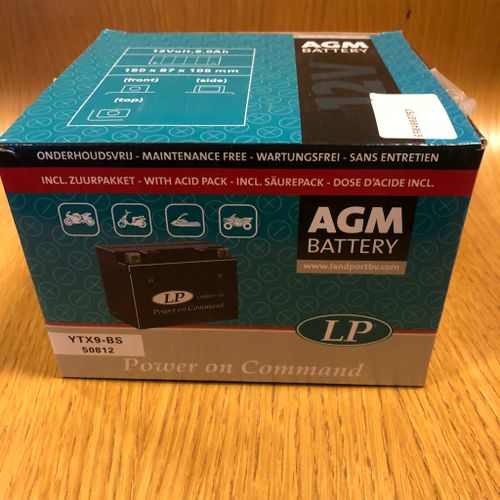 12Volt.8.0Ah
150 x 87 x 105 mm
(front) (side)
(top)
AGM
BATTERY
12V
ONDERHOUDSVRIJ - MAINTENANCE FREE - WARTUNGSFREI - SANS ENTRETIEN
INCL. ZUURPAKKET - WITH ACID PACK - INCL. SÄUREPACK - DOSE D'ACIDE INCL.
AGM
BATTERY
www.landportbv.com
LP
Power on Command
LP
YTX9-BS
50812
Power on Command